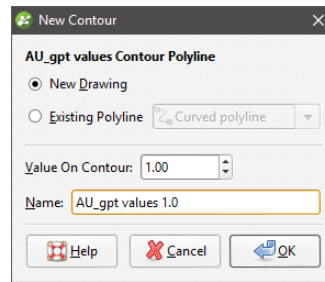 New Contour
AU_gpt values Contour Polyline
New Drawing
Existing Polyline Curved polyline
Value On Contour: 1.00
Name: AU_gpt values 1.0
Help Cancel OK